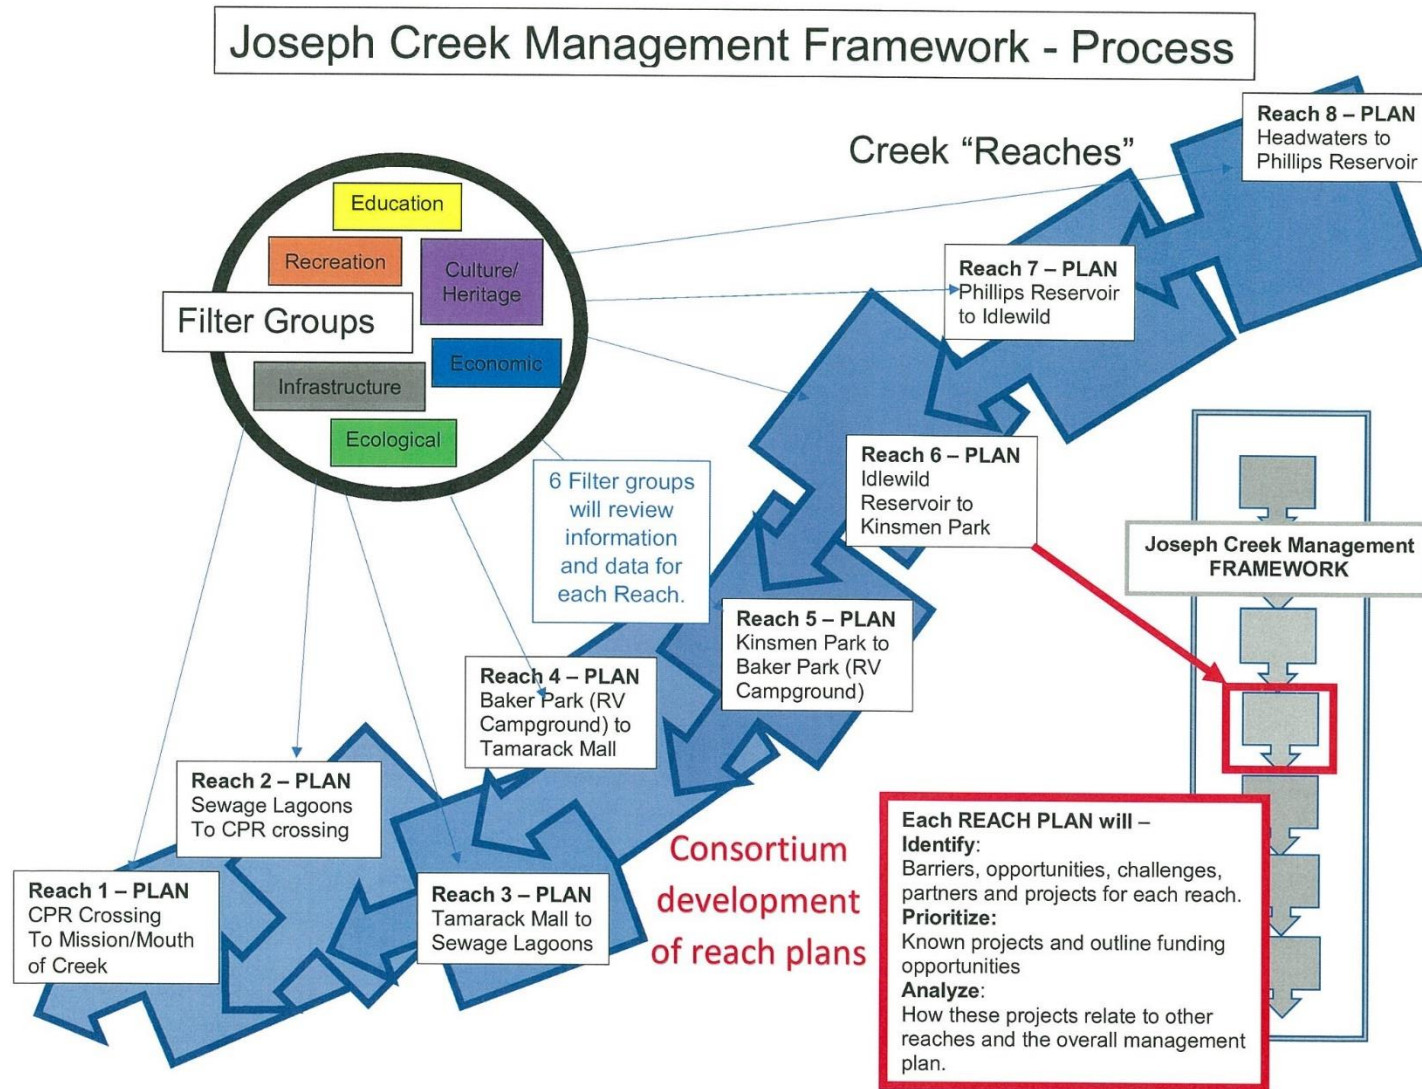 Joseph Creek Management Framework - Process
Creek “Reaches”
Reach 8 – PLAN
Headwaters to
Phillips Reservoir
Education
Recreation
Culture/
Heritage
Filter Groups
Economic
Infrastructure
Ecological
Reach 7 – PLAN
Phillips Reservoir
to Idlewild
6 Filter groups
will review
information
and data for
each Reach.
Reach 6 – PLAN
Idlewild
Reservoir to
Kinsmen Park
Joseph Creek Management
FRAMEWORK
Reach 5 – PLAN
Kinsmen Park to
Baker Park (RV
Campground)
Reach 4 – PLAN
Baker Park (RV
Campground) to
Tamarack Mall
Reach 2 – PLAN
Sewage Lagoons
To CPR crossing
Reach 1 – PLAN
CPR Crossing
To Mission/Mouth
of Creek
Reach 3 – PLAN
Tamarack Mall to
Sewage Lagoons
Consortium
development
of reach plans
Each REACH PLAN will –
Identify:
Barriers, opportunities, challenges,
partners and projects for each reach.
Prioritize:
Known projects and outline funding
opportunities
Analyze:
How these projects relate to other
reaches and the overall management
plan.